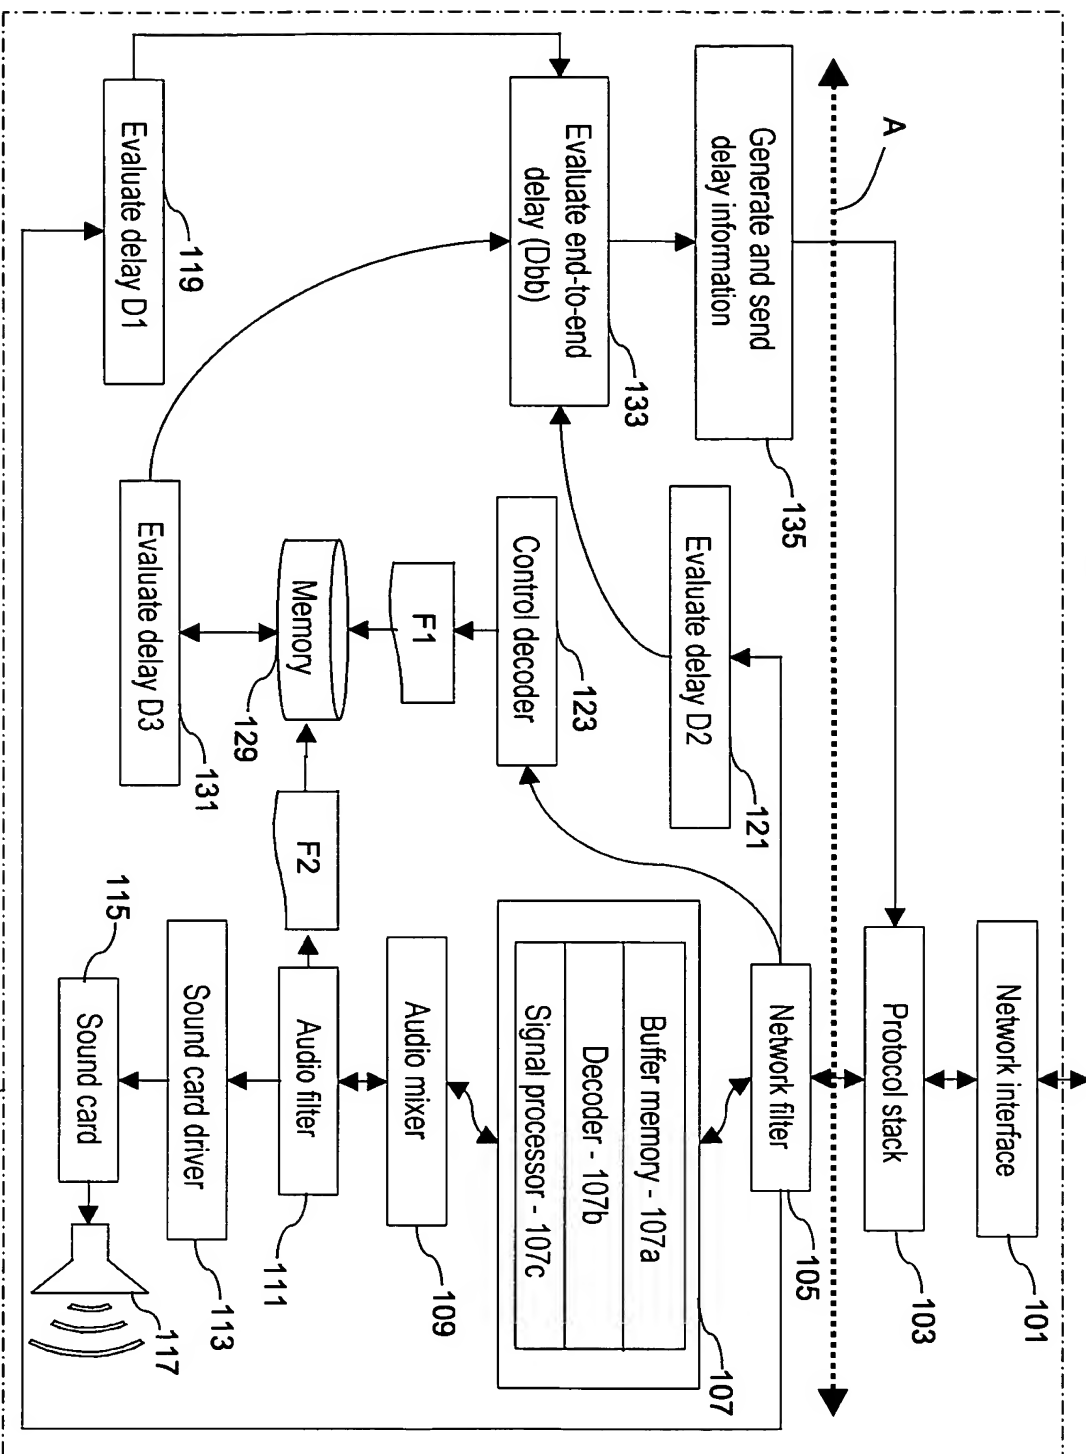 Network interface
101
Protocol stack
103
A
Network filter
105
Generate and send
delay information
135
Evaluate delay D2
121
Buffer memory - 107a
Decoder - 107b
Signal processor - 107c
107
Evaluate end-to-end
delay (Dbb)
133
Control decoder
123
F1
Audio mixer
109
Memory
129
F2
Audio filter
111
Evaluate delay D1
119
Evaluate delay D3
131
Sound card driver
113
115
Sound card
117